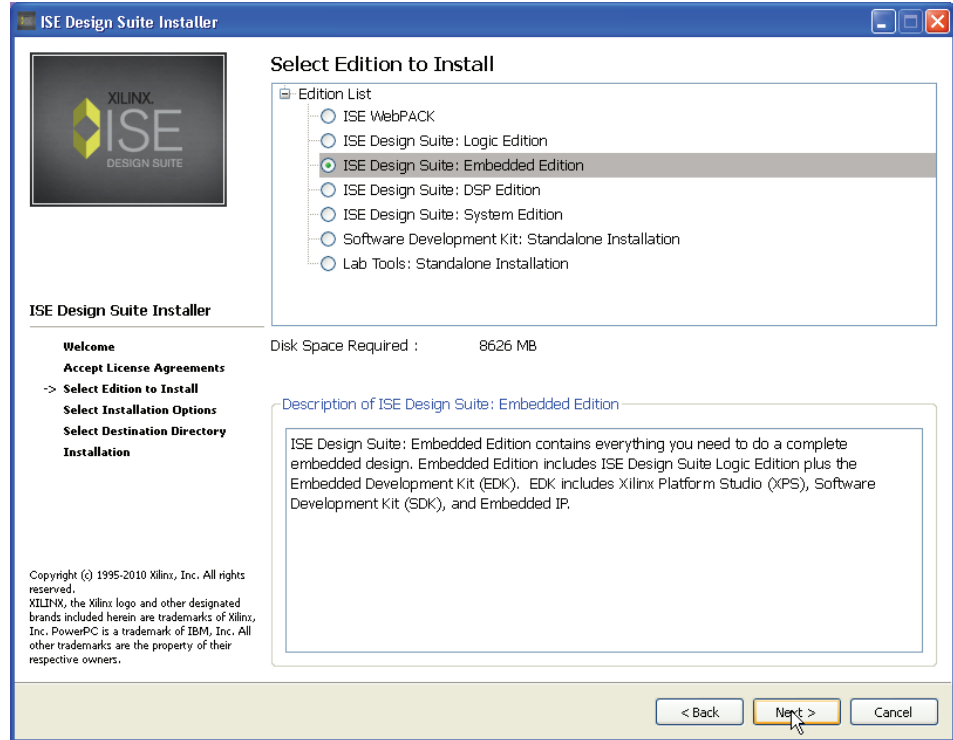 ISE Design Suite Installer
XILINX.
ISE
DESIGN SUITE
ISE Design Suite Installer
Welcome
Accept License Agreements
-> Select Edition to Install
Select Installation Options
Select Destination Directory
Installation
Copyright (c) 1995-2010 Xilinx, Inc. All rights
reserved.
XILINX, the Xilinx logo and other designated
brands included herein are trademarks of Xilinx,
Inc. PowerPC is a trademark of IBM, Inc. All
other trademarks are the property of their
respective owners.
Select Edition to Install
Edition List
ISE WebPACK
ISE Design Suite: Logic Edition
ISE Design Suite: Embedded Edition
ISE Design Suite: DSP Edition
ISE Design Suite: System Edition
Software Development Kit: Standalone Installation
Lab Tools: Standalone Installation
Disk Space Required : 8626 MB
Description of ISE Design Suite: Embedded Edition
ISE Design Suite: Embedded Edition contains everything you need to do a complete
embedded design. Embedded Edition includes ISE Design Suite Logic Edition plus the
Embedded Development Kit (EDK). EDK includes Xilinx Platform Studio (XPS), Software
Development Kit (SDK), and Embedded IP.
< Back Next > Cancel